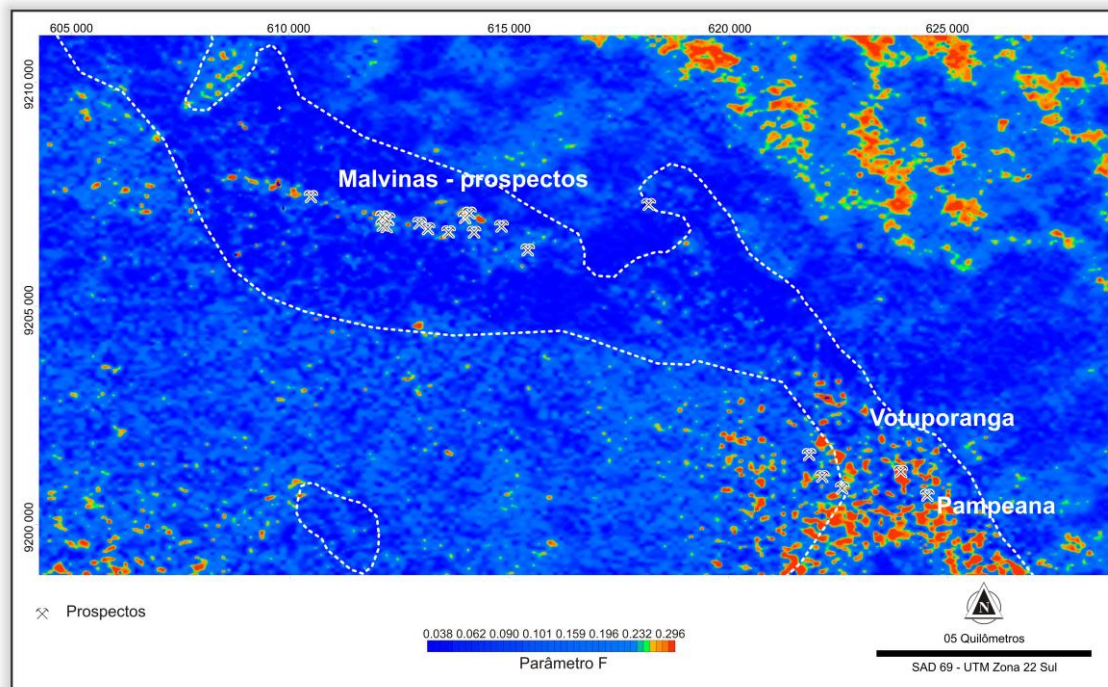 605 000 610 000 615 000 620 000 625 000
9210 000
Malvinas - prospectos
9205 000
Votuporanga
Pampeana
9200 000
N
Prospectos
05 Quilômetros
0.038 0.062 0.090 0.101 0.159 0.196 0.232 0.296
Parâmetro F
SAD 69 - UTM Zona 22 Sul